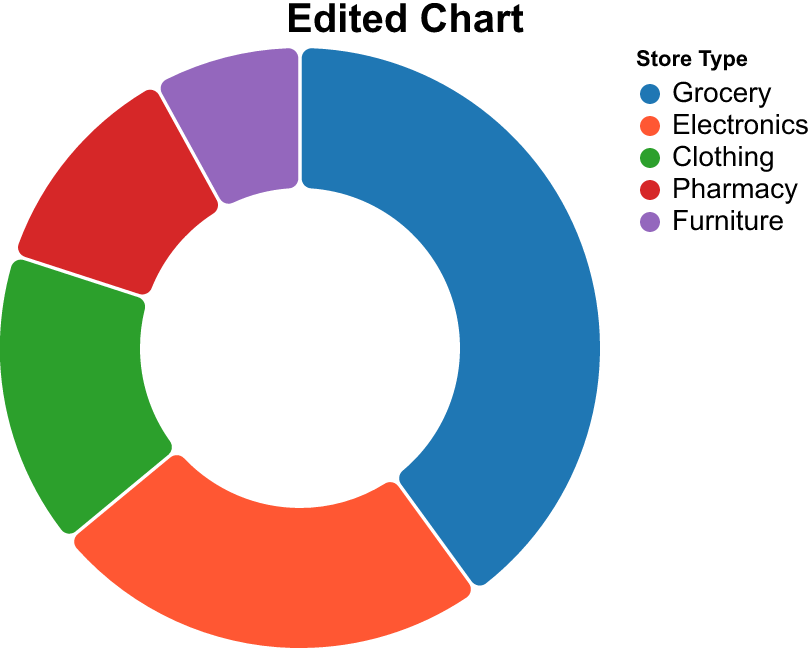 Edited Chart
Store Type
Grocery
Electronics
Clothing
Pharmacy
Furniture